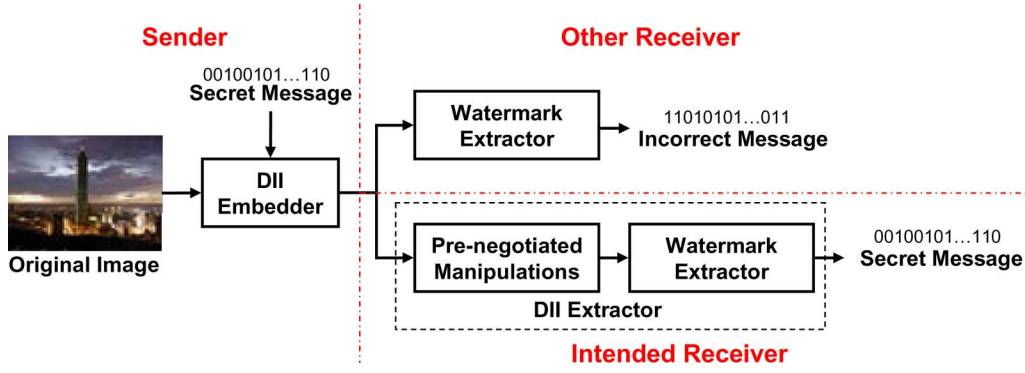 Sender
Other Receiver
00100101...110
Secret Message
Original Image
DII
Embedder
Watermark
Extractor
11010101...011
Incorrect Message
Pre-negotiated
Manipulations
Watermark
Extractor
DII Extractor
00100101...110
Secret Message
Intended Receiver